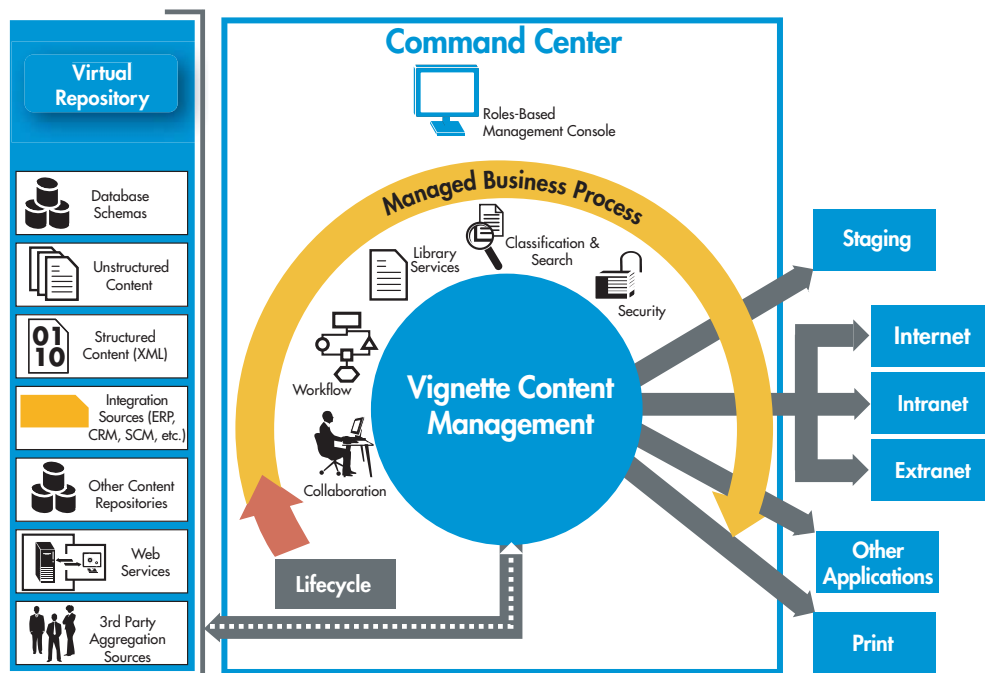 Virtual
Repository
Database
Schemas
Unstructured
Content
01
10
Structured
Content (XML)
Integration
Sources (ERP,
CRM, SCM, etc.)
Other Content
Repositories
Web
Services
3rd Party
Aggregation
Sources
Command Center
Roles-Based
Management Console
Managed Business Process
Library
Services
Classification &
Search
Security
Workflow
Collaboration
Vignette Content
Management
Lifecycle
Staging
Internet
Intranet
Extranet
Other
Applications
Print